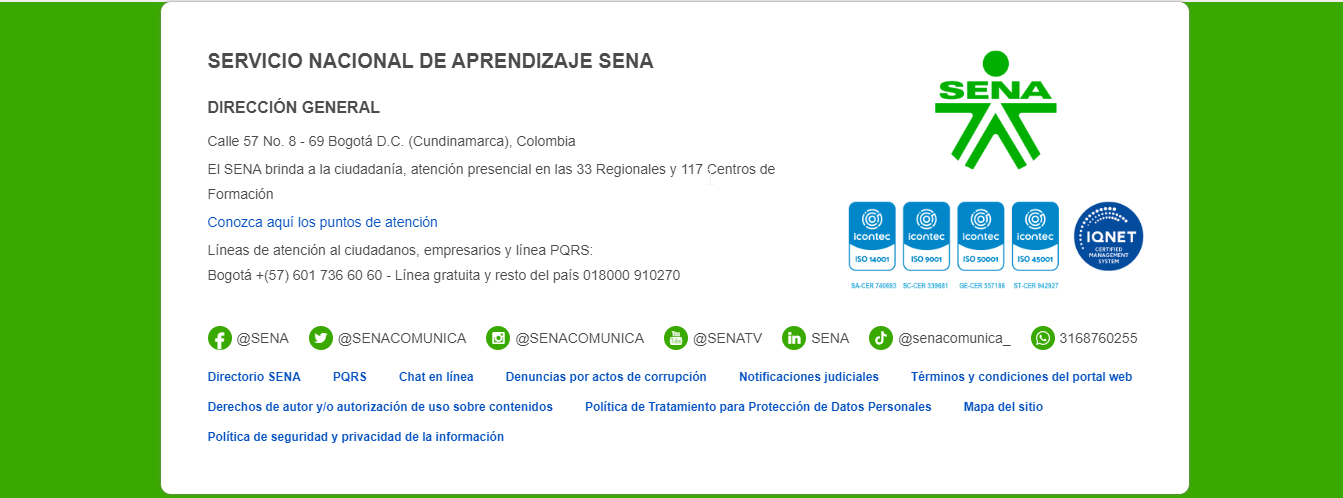 SERVICIO NACIONAL DE APRENDIZAJE SENA
DIRECCIÓN GENERAL
Calle 57 No. 8 - 69 Bogotá D.C. (Cundinamarca), Colombia
El SENA brinda a la ciudadanía, atención presencial en las 33 Regionales y 117 Centros de
Formación
Conozca aquí los puntos de atención
Líneas de atención al ciudadanos, empresarios y línea PQRS:
Bogotá +(57) 601 736 60 60 - Línea gratuita y resto del país 018000 910270
SENA
icontec icontec icontec icontec
ISO 14001 ISO 9001 ISO 50001 ISO 45001
SA-CER 740693 SC-CER 339681 GE-CER 557186 ST-CER 942927
IQNET
CERTIFIED
MANAGEMENT
SYSTEM
@SENA @SENACOMUNICA @SENACOMUNICA You Tube @SENATV in SENA @senacomunica_ 3168760255
Directorio SENA PQRS Chat en línea Denuncias por actos de corrupción Notificaciones judiciales Términos y condiciones del portal web
Derechos de autor y/o autorización de uso sobre contenidos Política de Tratamiento para Protección de Datos Personales Mapa del sitio
Política de seguridad y privacidad de la información